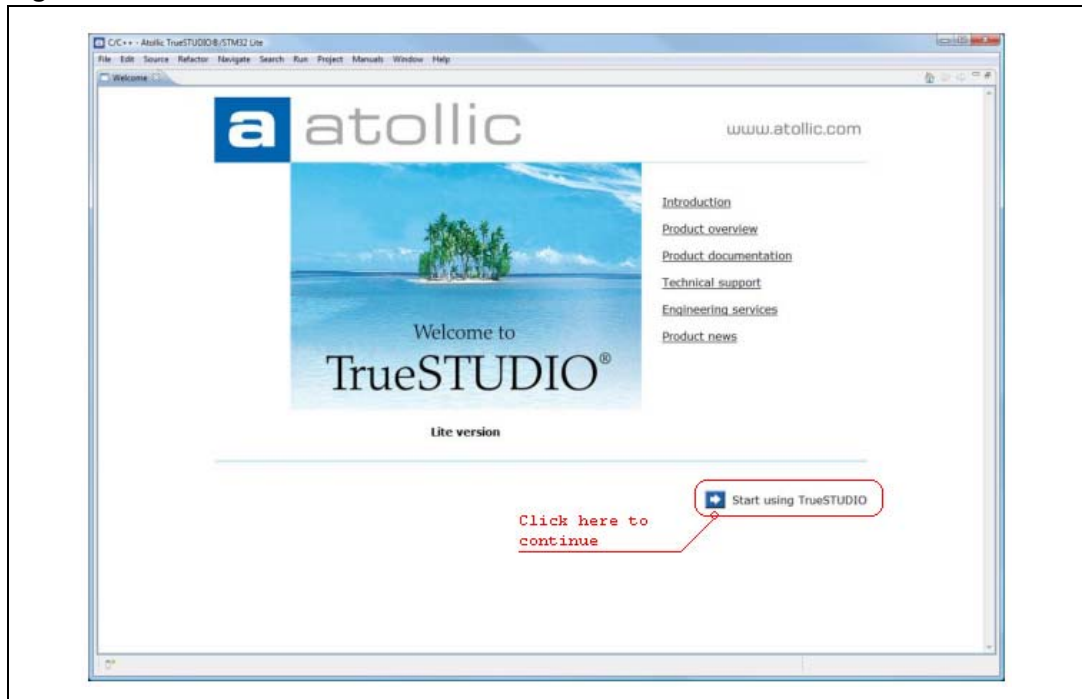 C/C++ - Atollic TrueSTUDIO®/STM32 Lite
File Edit Source Refactor Navigate Search Run Project Manuals Window Help
Welcome
a atollic
www.atollic.com
Introduction
Product overview
Product documentation
Technical support
Engineering services
Product news
Welcome to
TrueSTUDIO®
Lite version
Start using TrueSTUDIO
Click here to
continue